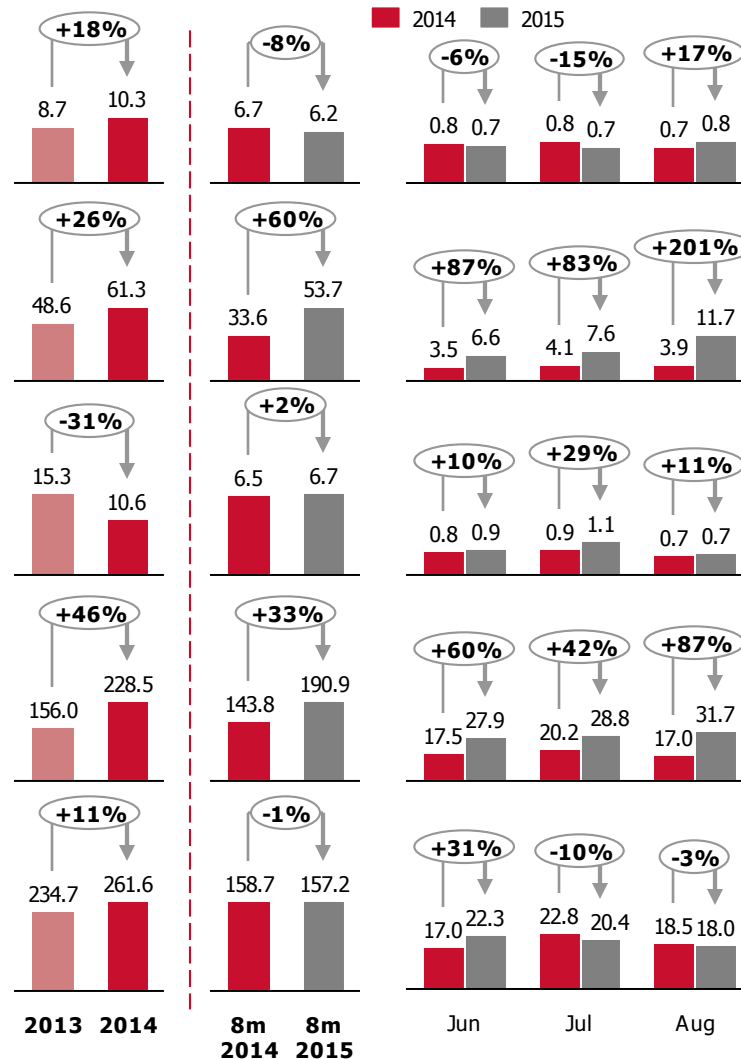 2014 2015
+18% -8% -6% -15% +17%
8.7 10.3 6.7 6.2 0.8 0.7 0.8 0.7 0.7 0.8
+26% +60% +87% +83% +201%
48.6 61.3 33.6 53.7 3.5 6.6 4.1 7.6 3.9 11.7
-31% +2% +10% +29% +11%
15.3 10.6 6.5 6.7 0.8 0.9 0.9 1.1 0.7 0.7
+46% +33% +60% +42% +87%
156.0 228.5 143.8 190.9 17.5 27.9 20.2 28.8 17.0 31.7
+11% -1% +31% -10% -3%
234.7 261.6 158.7 157.2 17.0 22.3 22.8 20.4 18.5 18.0
2013 2014 8m 8m Jun Jul Aug
2014 2015